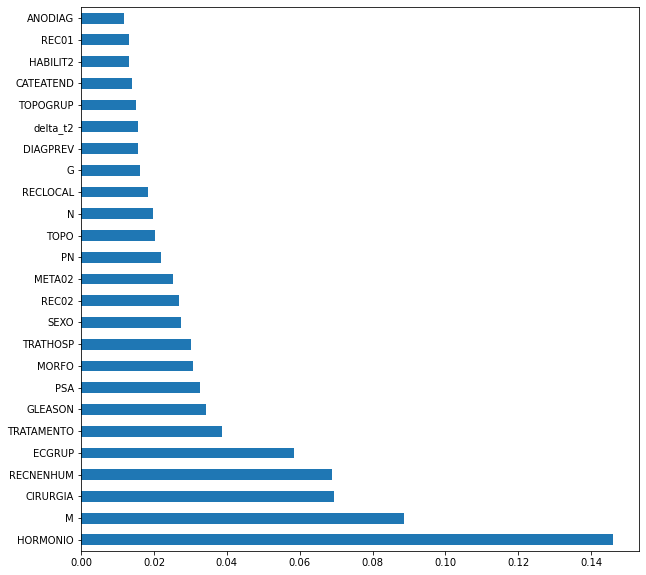 ANODIAG
REC01
HABILIT2
CATEATEND
TOPOGRUP
delta_t2
DIAGPREV
G
RECLOCAL
N
TOPO
PN
META02
REC02
SEXO
TRATHOSP
MORFO
PSA
GLEASON
TRATAMENTO
ECGRUP
RECNENHUM
CIRURGIA
M
HORMONIO
0.00 0.02 0.04 0.06 0.08 0.10 0.12 0.14